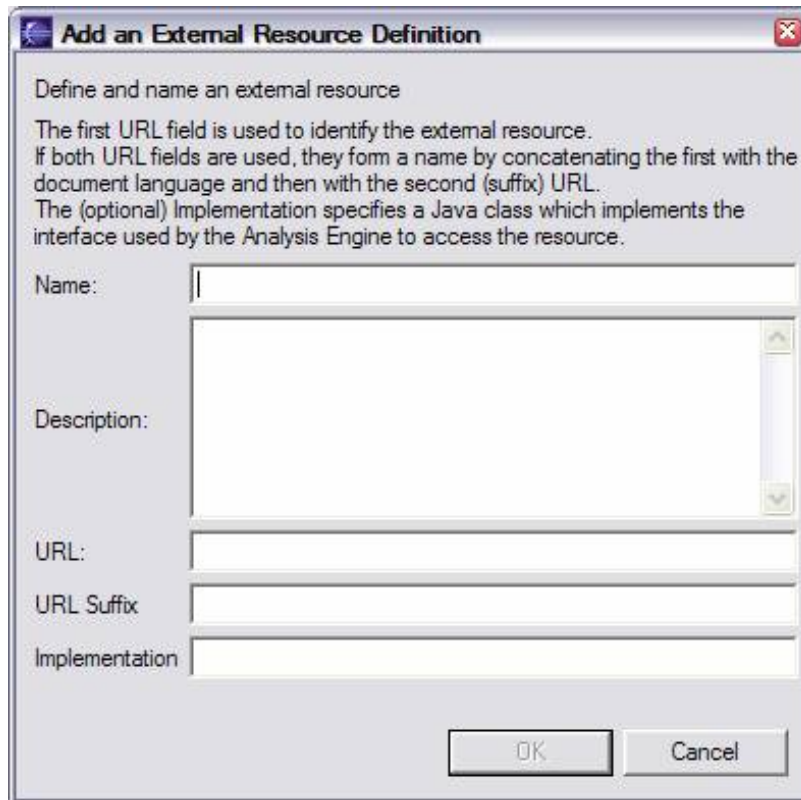 Add an External Resource Definition
Define and name an external resource
The first URL field is used to identify the external resource.
If both URL fields are used, they form a name by concatenating the first with the
document language and then with the second (suffix) URL.
The (optional) Implementation specifies a Java class which implements the
interface used by the Analysis Engine to access the resource.
Name:
Description:
URL:
URL Suffix
Implementation
OK Cancel